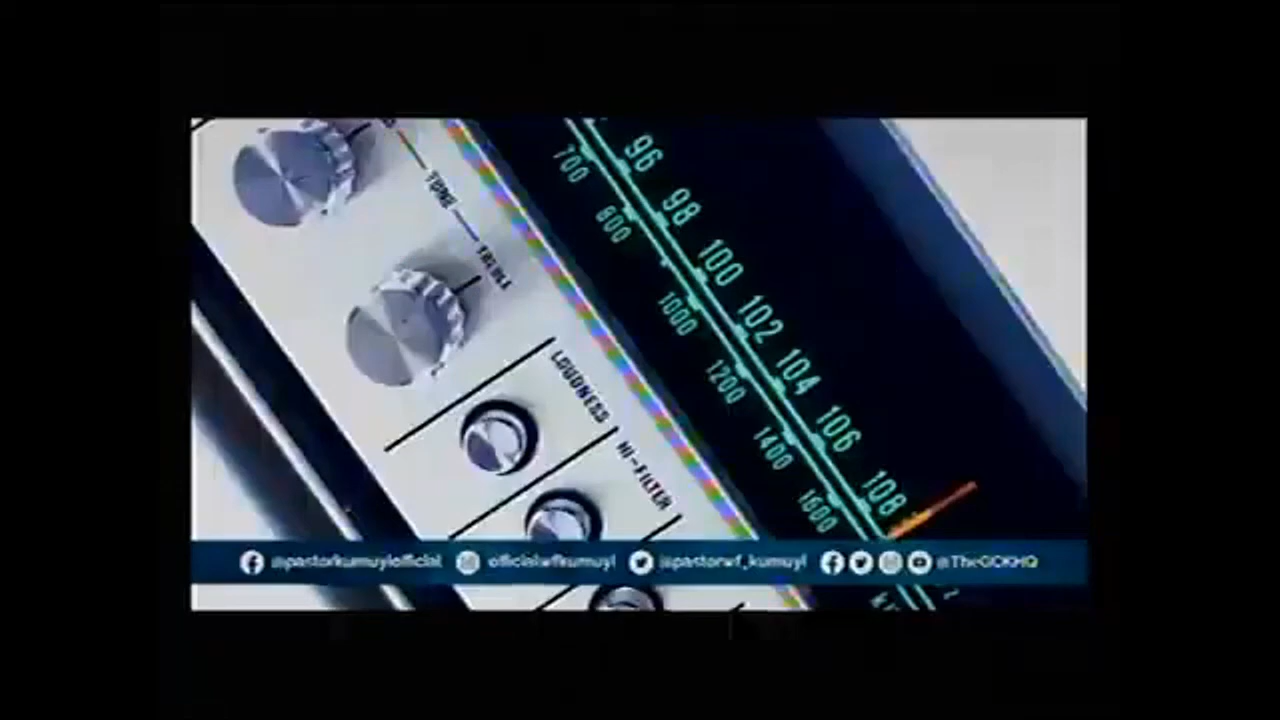 96
98
100
102
104
106
108
700
800
1000
1200
1400
1600
TONE
TREBLE
LOUDNESS
HI-FILTER
@pastorkumuyiofficial officialwfkumuyi @pastorwf_kumuyi @TheGCKHQ